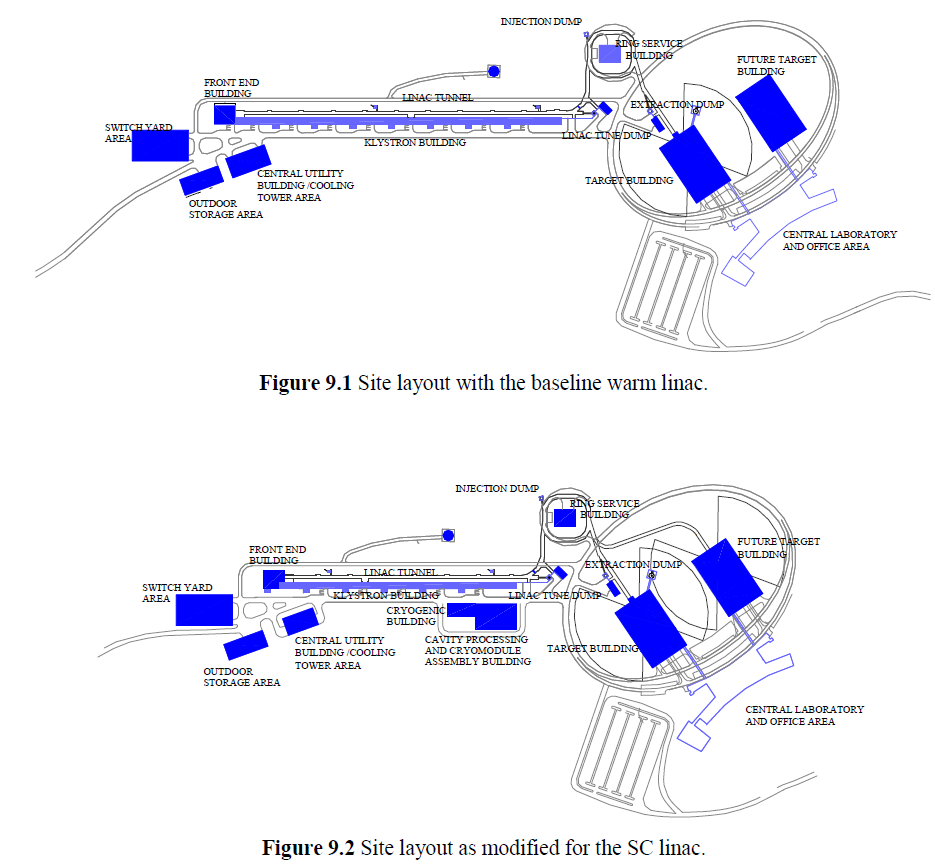 INJECTION DUMP
RING SERVICE
BUILDING
FUTURE TARGET
BUILDING
FRONT END
BUILDING
LINAC TUNNEL
EXTRACTION DUMP
SWITCH YARD
AREA
KLYSTRON BUILDING
LINAC TUNE DUMP
CENTRAL UTILITY
BUILDING /COOLING
TOWER AREA
TARGET BUILDING
OUTDOOR
STORAGE AREA
CENTRAL LABORATORY
AND OFFICE AREA
Figure 9.1 Site layout with the baseline warm linac.
INJECTION DUMP
RING SERVICE
BUILDING
FUTURE TARGET
BUILDING
FRONT END
BUILDING
LINAC TUNNEL
EXTRACTION DUMP
SWITCH YARD
AREA
KLYSTRON BUILDING
LINAC TUNE DUMP
CRYOGENIC
BUILDING
CENTRAL UTILITY
BUILDING /COOLING
TOWER AREA
CAVITY PROCESSING
AND CRYOMODULE
ASSEMBLY BUILDING
TARGET BUILDING
OUTDOOR
STORAGE AREA
CENTRAL LABORATORY
AND OFFICE AREA
Figure 9.2 Site layout as modified for the SC linac.